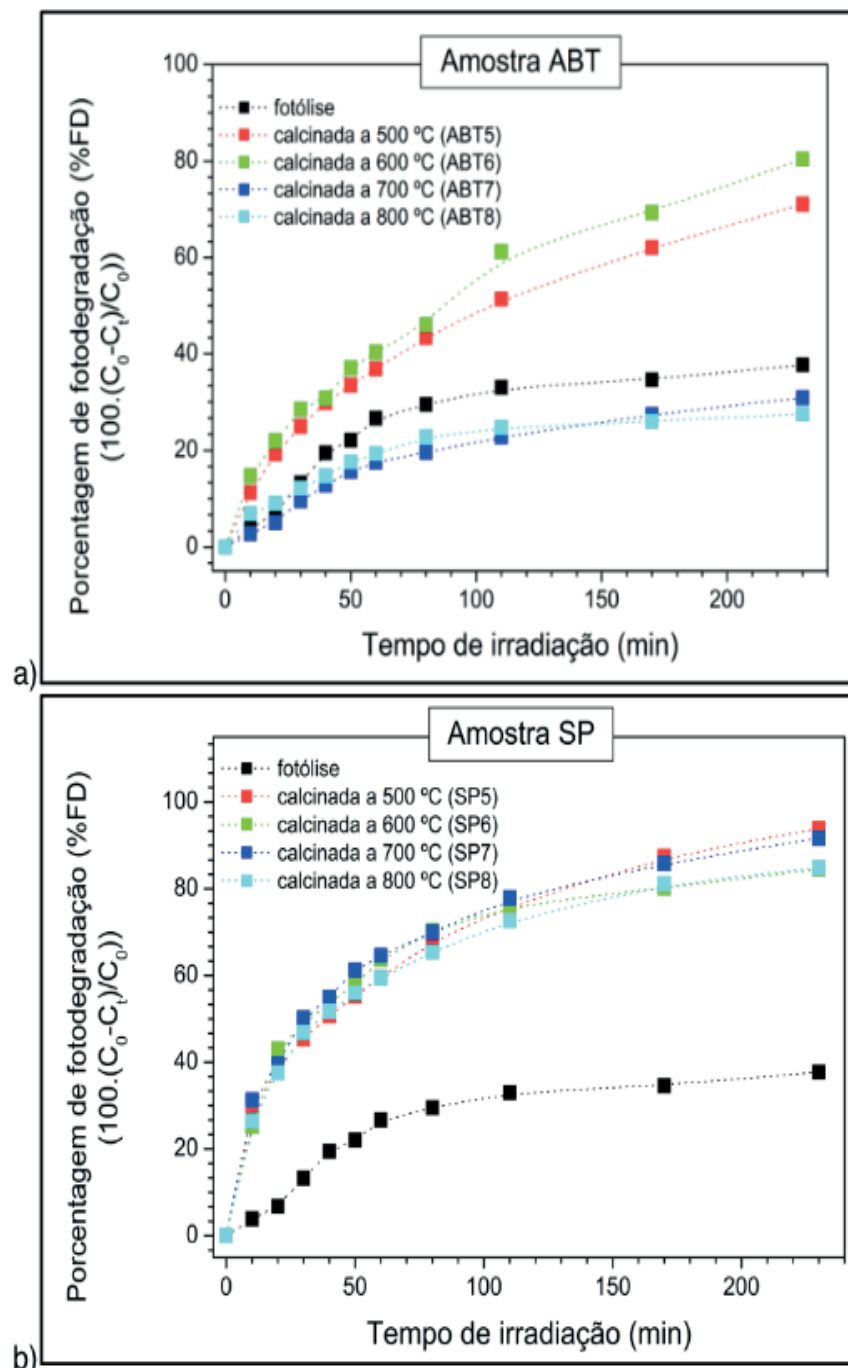 Amostra ABT
Porcentagem de fotodegradação (%FD)
(100.(C₀-Cₜ)/C₀))
100
80
60
40
20
0
fotólise
calcinada a 500 ºC (ABT5)
calcinada a 600 ºC (ABT6)
calcinada a 700 ºC (ABT7)
calcinada a 800 ºC (ABT8)
0 50 100 150 200
Tempo de irradiação (min)
a)
Amostra SP
Porcentagem de fotodegradação (%FD)
(100.(C₀-Cₜ)/C₀))
100
80
60
40
20
0
fotólise
calcinada a 500 ºC (SP5)
calcinada a 600 ºC (SP6)
calcinada a 700 ºC (SP7)
calcinada a 800 ºC (SP8)
0 50 100 150 200
Tempo de irradiação (min)
b)